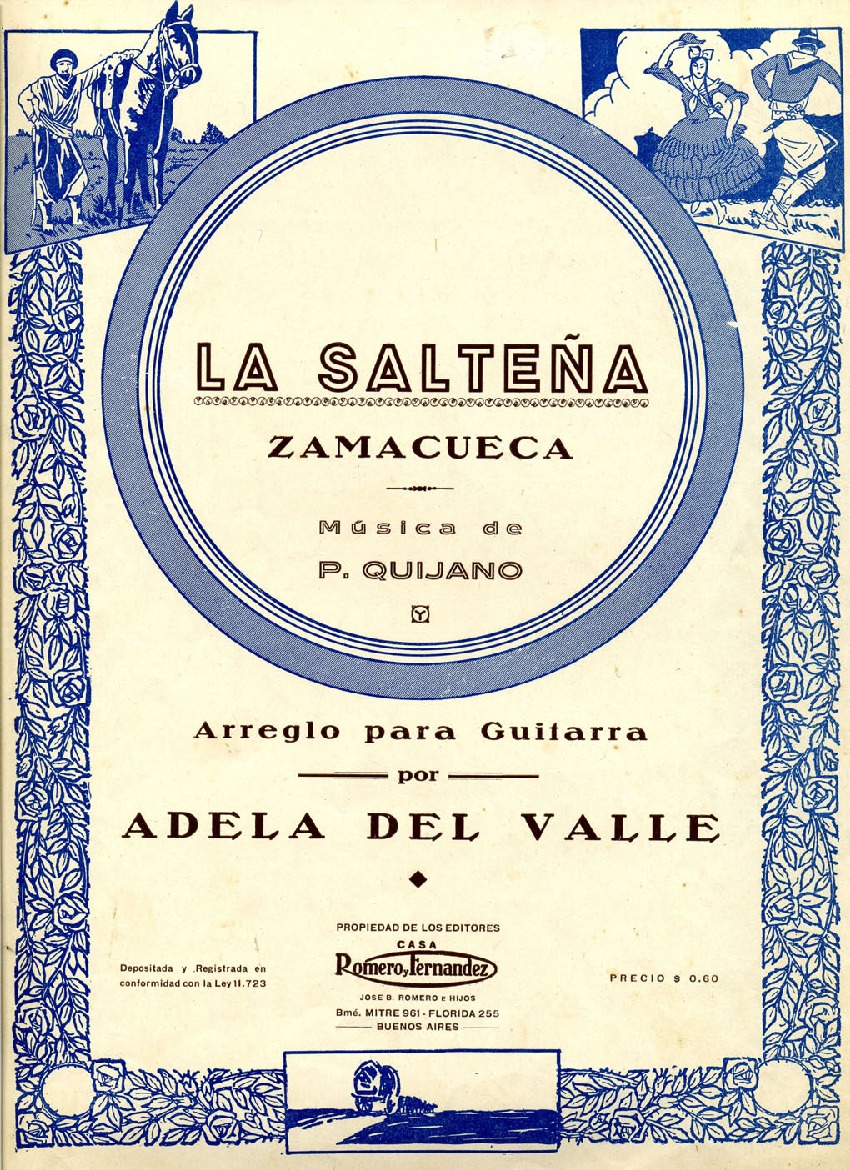 LA SALTEÑA
ZAMACUECA
Música de
P. QUIJANO
Y
Arreglo para Guitarra
por
ADELA DEL VALLE
PROPIEDAD DE LOS EDITORES
CASA
Romero y Fernandez
JOSE B. ROMERO E HIJOS
Bmé. MITRE 961 - FLORIDA 255
BUENOS AIRES
Depositada y Registrada en
conformidad con la Ley 11.723
PRECIO $ 0.60